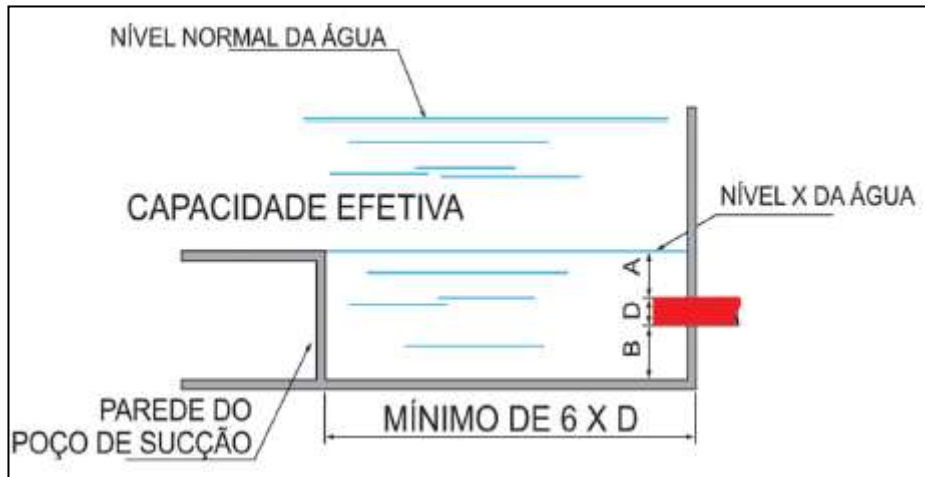 NÍVEL NORMAL DA ÁGUA
CAPACIDADE EFETIVA
NÍVEL X DA ÁGUA
A
D
B
PAREDE DO
POÇO DE SUCÇÃO
MÍNIMO DE 6 X D